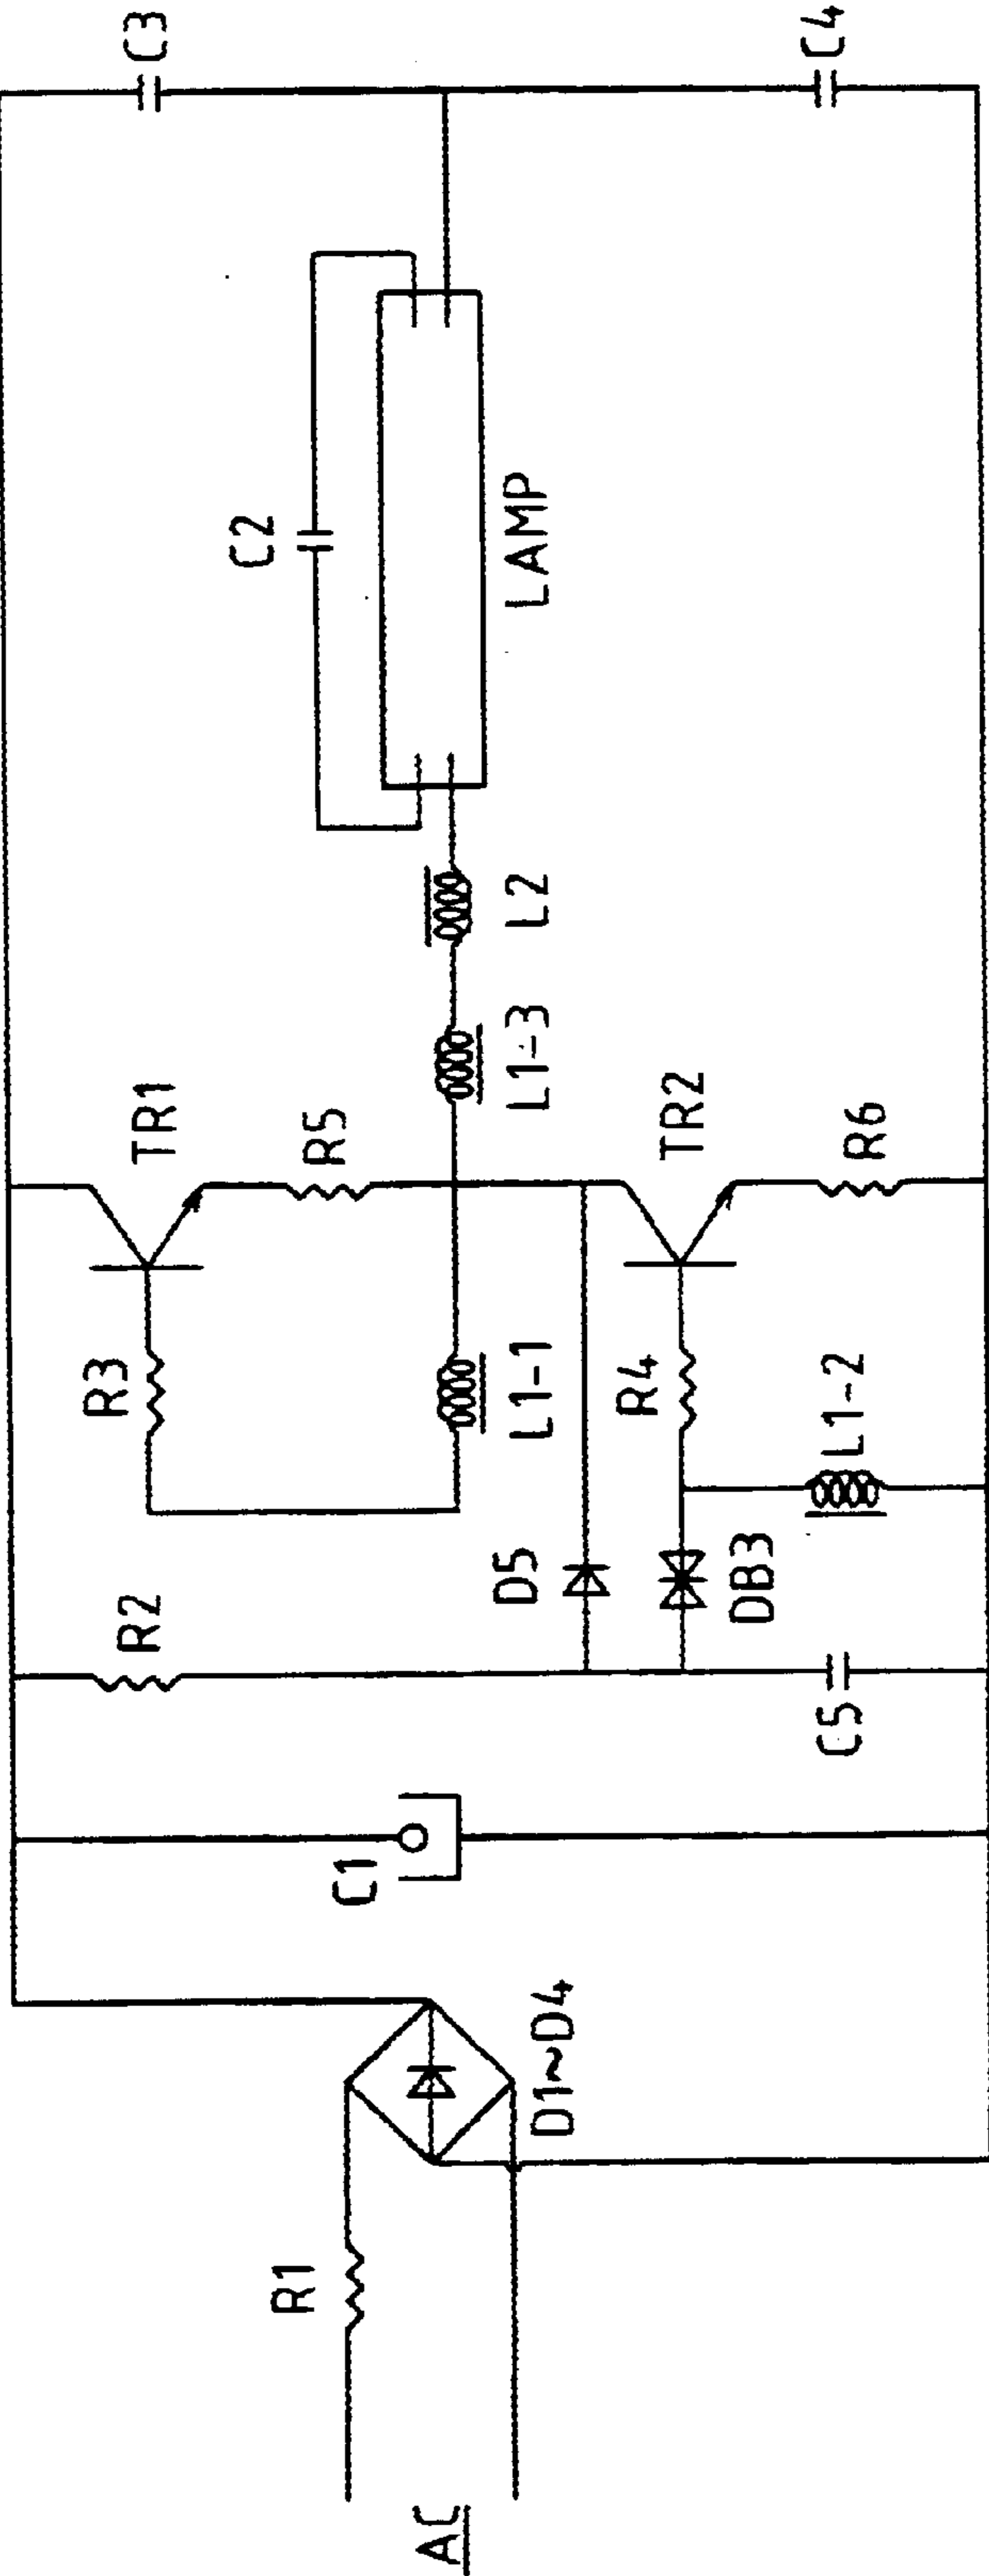 AC
R1
D1~D4
C1
R2
C5
D5
DB3
R3
L1-1
R4
L1-2
TR1
R5
TR2
R6
L1-3
L2
C2
LAMP
C3
C4